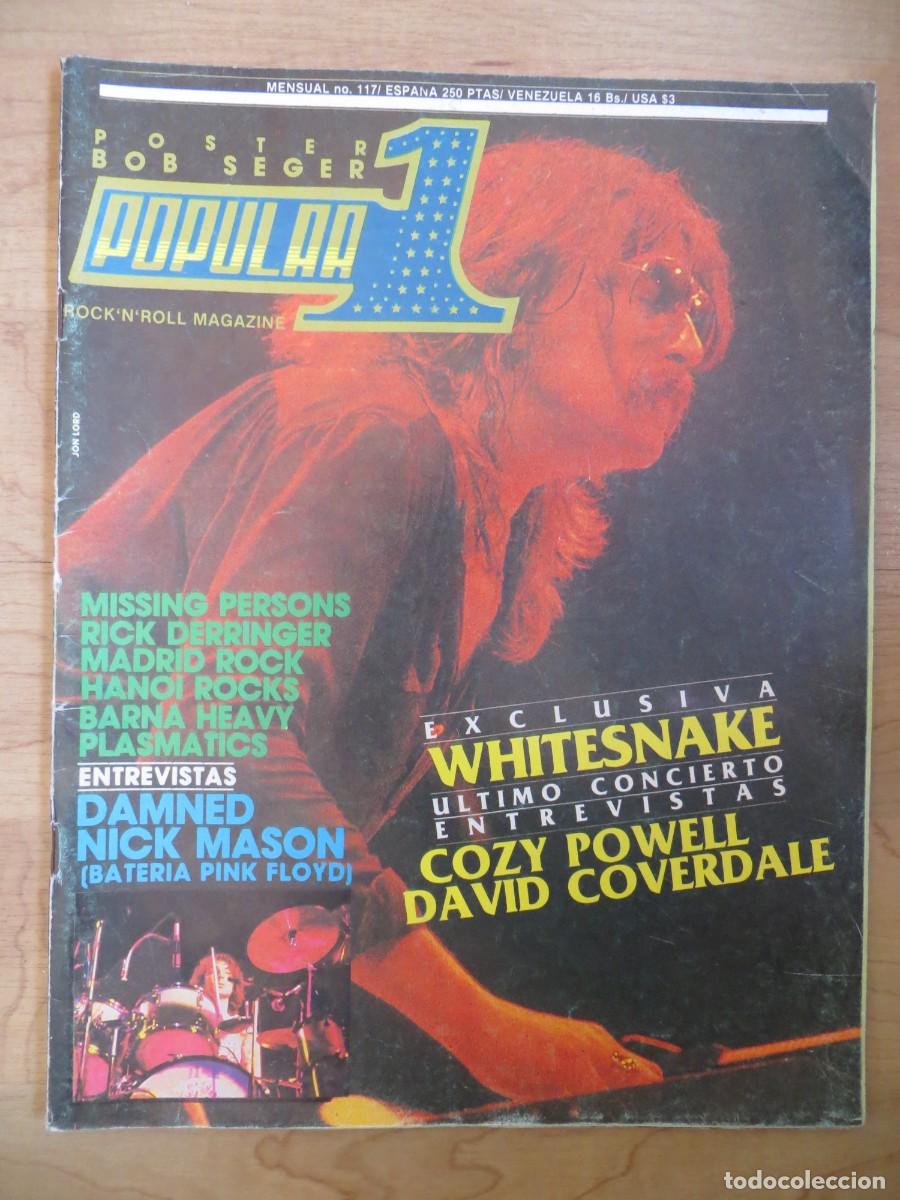 MENSUAL no. 117/ ESPAÑA 250 PTAS/ VENEZUELA 16 Bs./ USA $3
POSTER
BOB SEGER
POPULAR 1
ROCK'N'ROLL MAGAZINE
JON LORD
MISSING PERSONS
RICK DERRINGER
MADRID ROCK
HANOI ROCKS
BARNA HEAVY
PLASMATICS
ENTREVISTAS
DAMNED
NICK MASON
(BATERIA PINK FLOYD)
EXCLUSIVA
WHITESNAKE
ULTIMO CONCIERTO
ENTREVISTAS
COZY POWELL
DAVID COVERDALE
todocoleccion